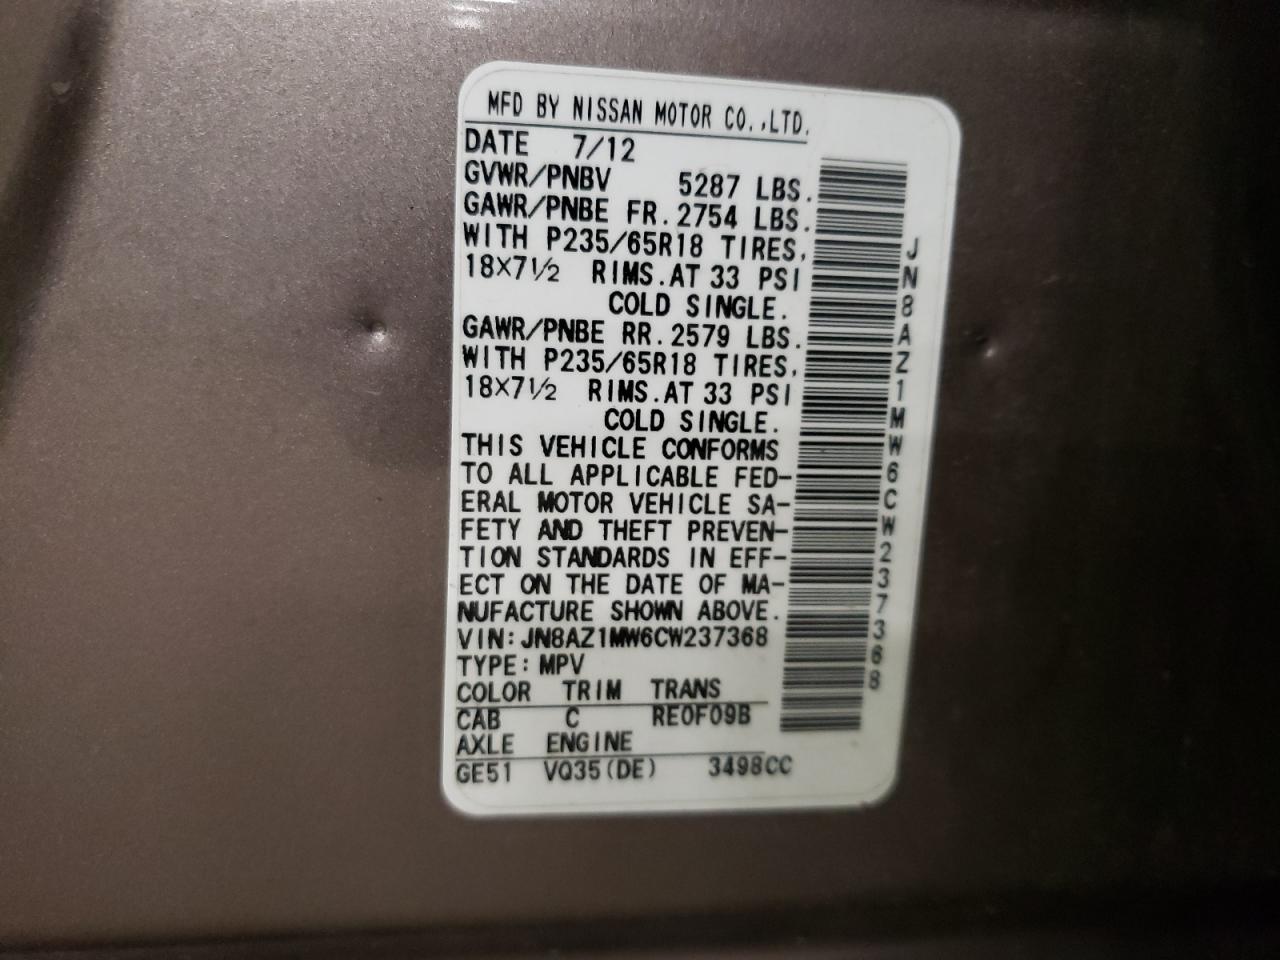 MFD BY NISSAN MOTOR CO.,LTD.
DATE 7/12
GVWR/PNBV 5287 LBS.
GAWR/PNBE FR. 2754 LBS.
WITH P235/65R18 TIRES,
18X7 1/2 RIMS. AT 33 PSI
COLD SINGLE.
GAWR/PNBE RR. 2579 LBS.
WITH P235/65R18 TIRES,
18X7 1/2 RIMS. AT 33 PSI
COLD SINGLE.
THIS VEHICLE CONFORMS
TO ALL APPLICABLE FED-
ERAL MOTOR VEHICLE SA-
FETY AND THEFT PREVEN-
TION STANDARDS IN EFF-
ECT ON THE DATE OF MA-
NUFACTURE SHOWN ABOVE.
VIN: JN8AZ1MW6CW237368
TYPE: MPV
COLOR TRIM TRANS
CAB C RE0F09B
AXLE ENGINE
GE51 VQ35(DE) 3498CC
JN8AZ1MW6CW237368